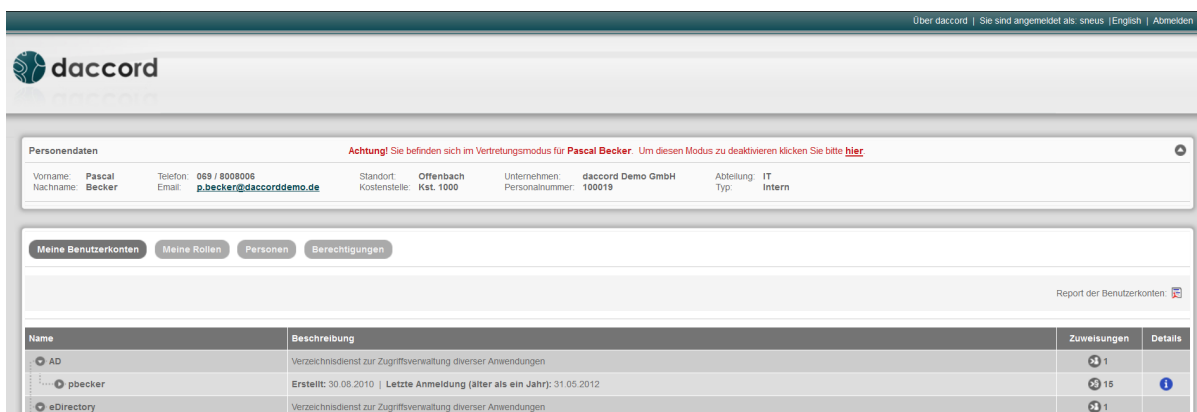 Über daccord | Sie sind angemeldet als: sneus |English | Abmelden
daccord
Personendaten
Achtung! Sie befinden sich im Vertretungsmodus für Pascal Becker. Um diesen Modus zu deaktivieren klicken Sie bitte hier.
Vorname: Pascal Telefon: 069 / 8008006 Standort: Offenbach Unternehmen: daccord Demo GmbH Abteilung: IT
Nachname: Becker Email: p.becker@daccorddemo.de Kostenstelle: Kst. 1000 Personalnummer: 100019 Typ: Intern
Meine Benutzerkonten Meine Rollen Personen Berechtigungen
Report der Benutzerkonten:
Name Beschreibung Zuweisungen Details
AD Verzeichnisdienst zur Zugriffsverwaltung diverser Anwendungen 1
pbecker Erstellt: 30.08.2010 | Letzte Anmeldung (älter als ein Jahr): 31.05.2012 15
eDirectory Verzeichnisdienst zur Zugriffsverwaltung diverser Anwendungen 1